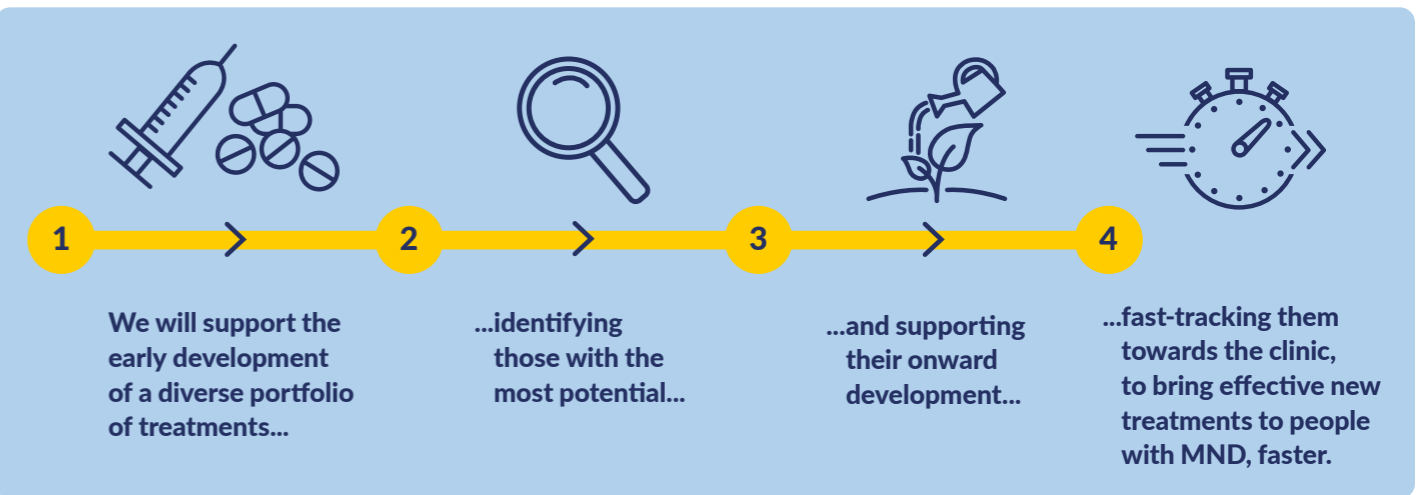 1
2
3
4
We will support the
early development
of a diverse portfolio
of treatments...
...identifying
those with the
most potential...
...and supporting
their onward
development...
...fast-tracking them
towards the clinic,
to bring effective new
treatments to people
with MND, faster.